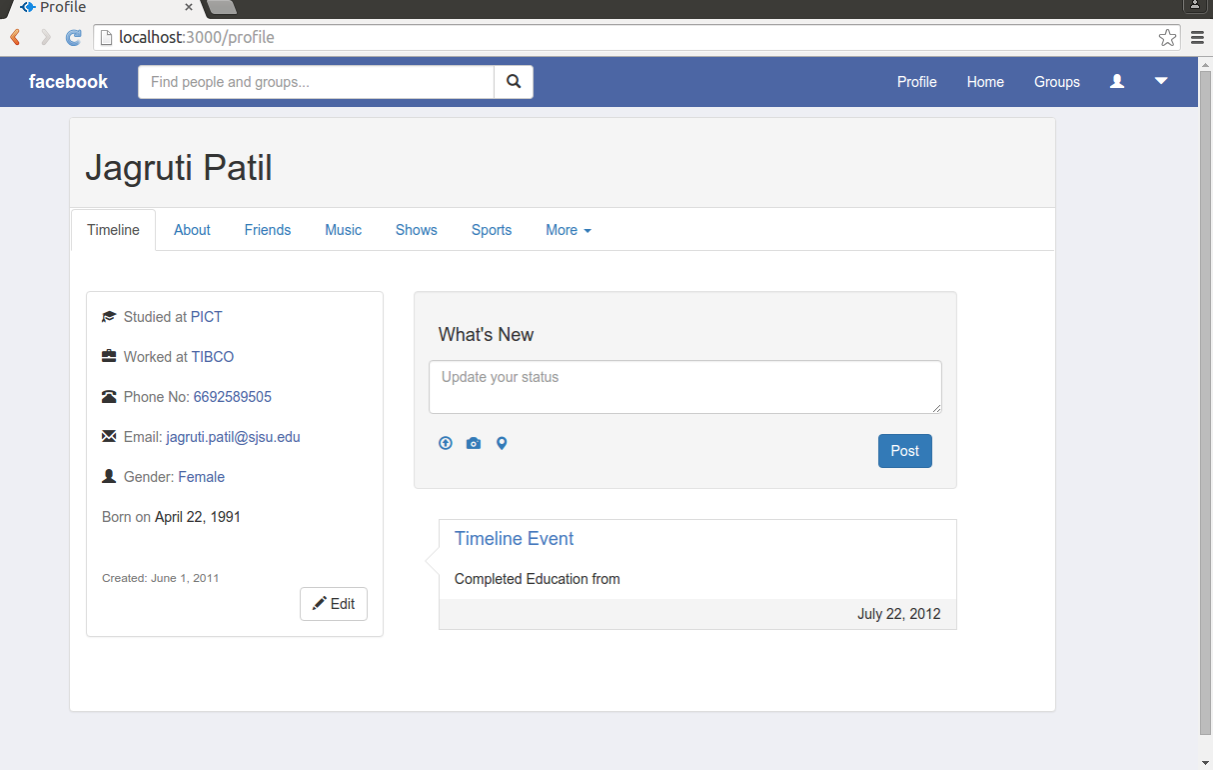 Profile
localhost:3000/profile
facebook Find people and groups... Profile Home Groups
Jagruti Patil
Timeline About Friends Music Shows Sports More
Studied at PICT
Worked at TIBCO
Phone No: 6692589505
Email: jagruti.patil@sjsu.edu
Gender: Female
Born on April 22, 1991
Created: June 1, 2011
Edit
What's New
Update your status
Post
Timeline Event
Completed Education from
July 22, 2012